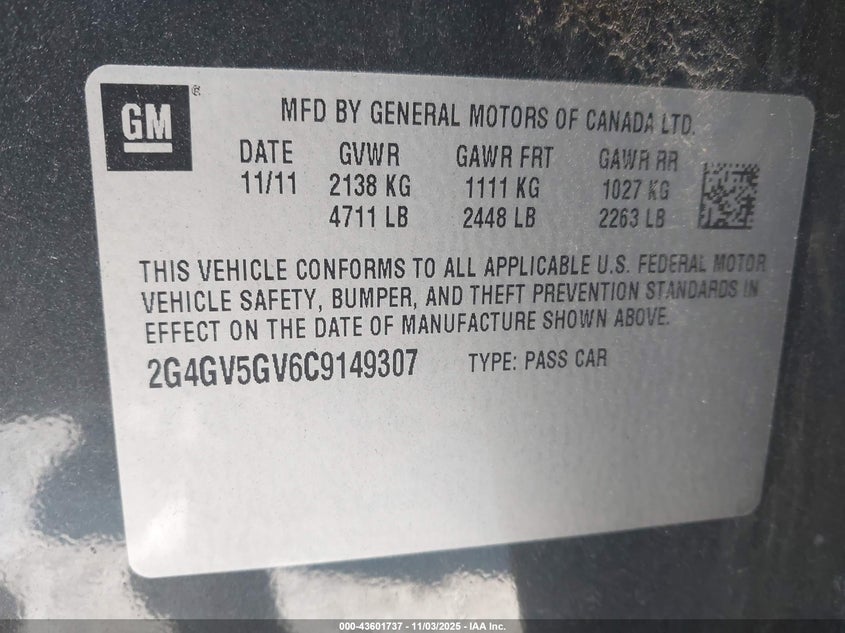 GM®
MFD BY GENERAL MOTORS OF CANADA LTD.
DATE GVWR GAWR FRT GAWR RR
11/11 2138 KG 1111 KG 1027 KG
4711 LB 2448 LB 2263 LB
THIS VEHICLE CONFORMS TO ALL APPLICABLE U.S. FEDERAL MOTOR
VEHICLE SAFETY, BUMPER, AND THEFT PREVENTION STANDARDS IN
EFFECT ON THE DATE OF MANUFACTURE SHOWN ABOVE.
2G4GV5GV6C9149307 TYPE: PASS CAR
000-43601737 - 11/03/2025 - IAA Inc.